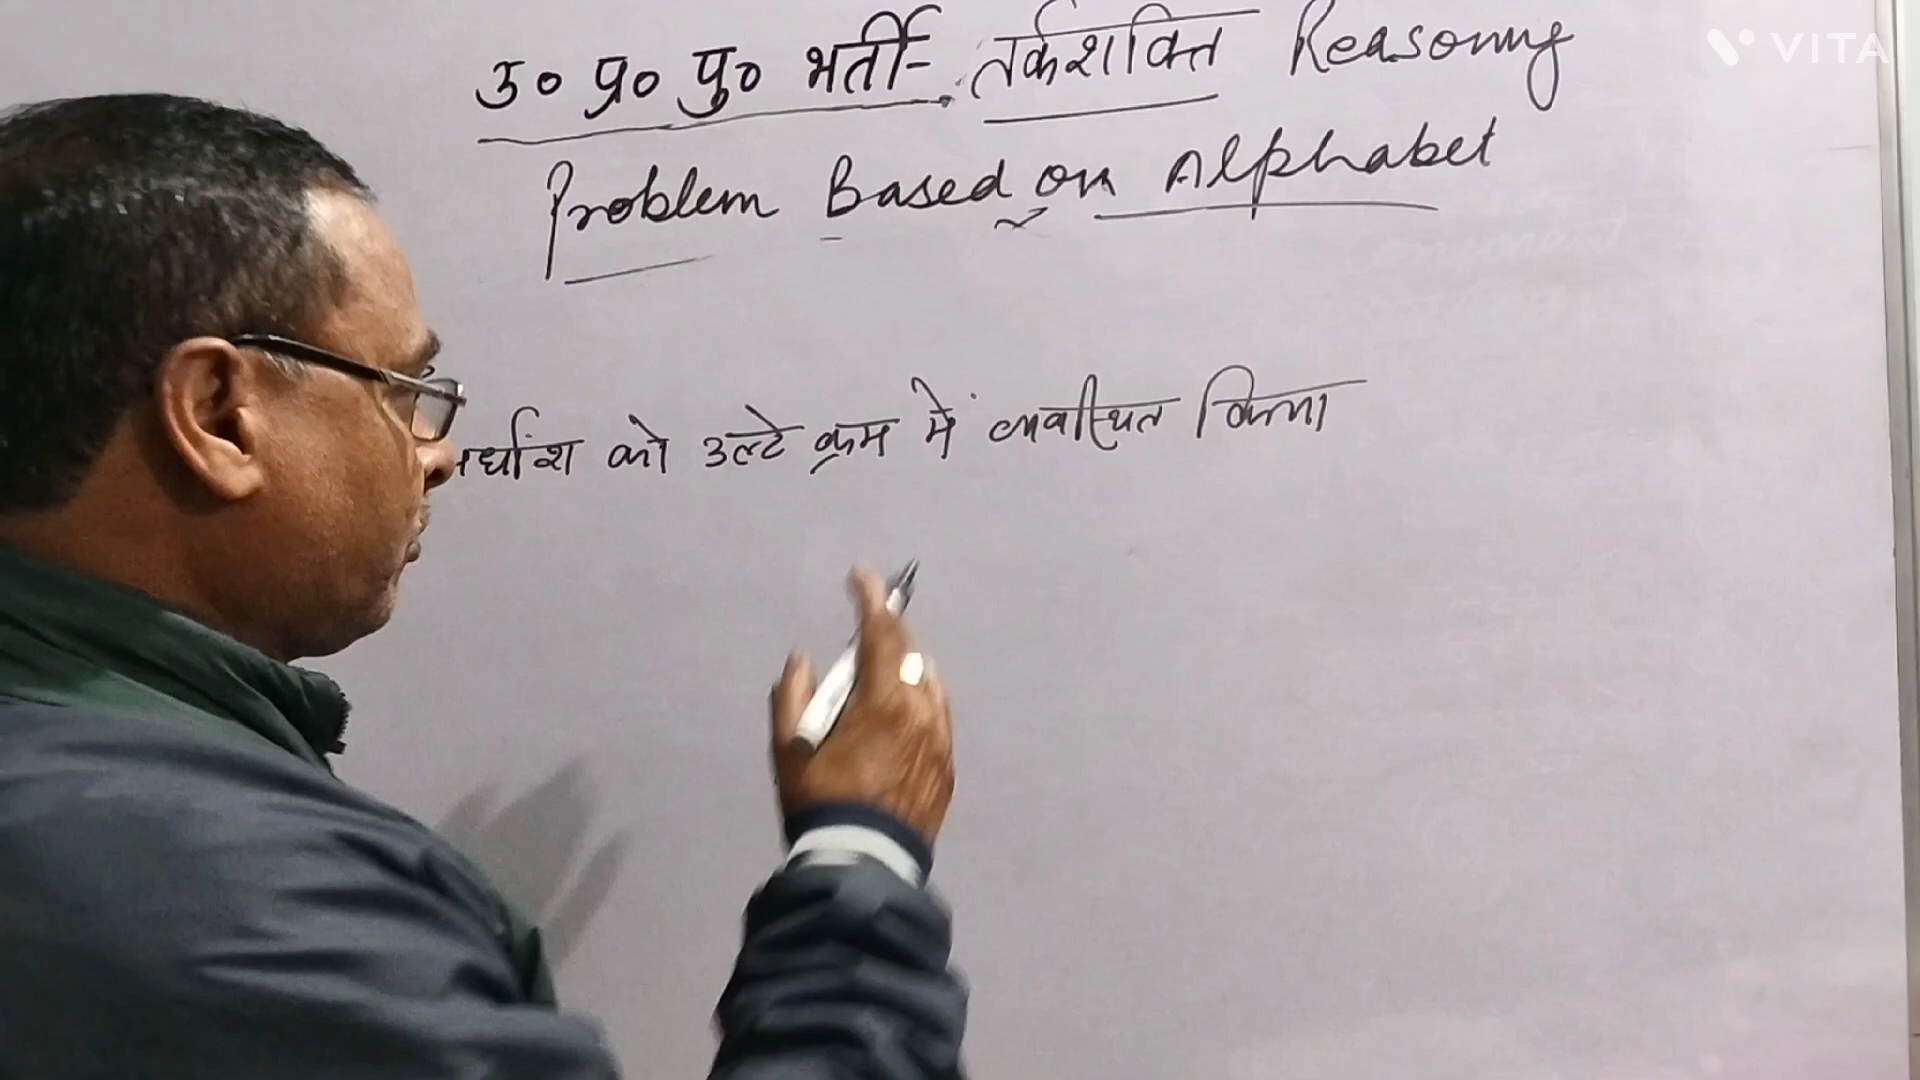 उ० प्र० पु० भर्ती - तर्कशक्ति Reasoning
VITA
Problem Based on Alphabet
को उल्टे क्रम में व्यवस्थित किया